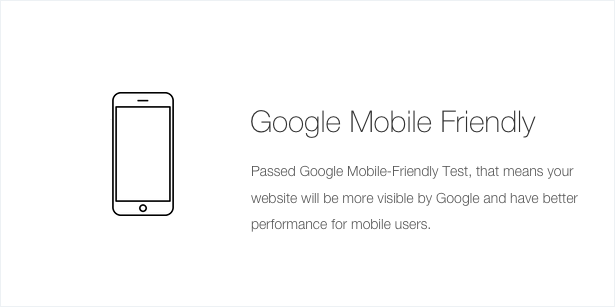 Google Mobile Friendly
Passed Google Mobile-Friendly Test, that means your
website will be more visible by Google and have better
performance for mobile users.